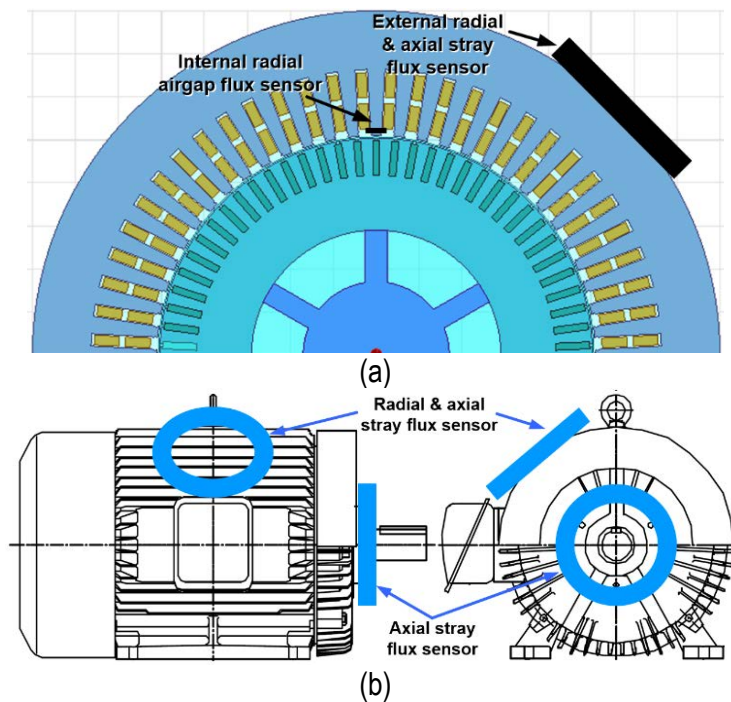 External radial
& axial stray
flux sensor
Internal radial
airgap flux sensor
(a)
Radial & axial
stray flux sensor
Axial stray
flux sensor
(b)